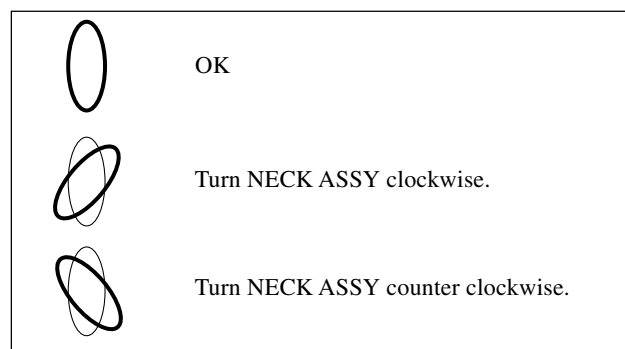 OK
Turn NECK ASSY clockwise.
Turn NECK ASSY counter clockwise.